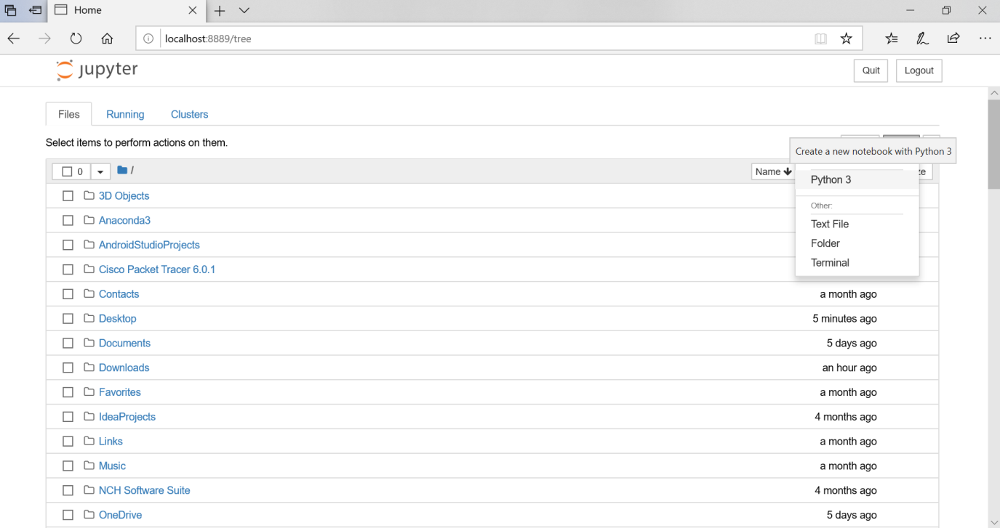 Home
localhost:8889/tree
jupyter
Quit Logout
Files Running Clusters
Select items to perform actions on them.
Create a new notebook with Python 3
0 / Name
Python 3
Other:
Text File
Folder
Terminal
3D Objects
Anaconda3
AndroidStudioProjects
Cisco Packet Tracer 6.0.1
Contacts a month ago
Desktop 5 minutes ago
Documents 5 days ago
Downloads an hour ago
Favorites a month ago
IdeaProjects 4 months ago
Links a month ago
Music a month ago
NCH Software Suite 4 months ago
OneDrive 5 days ago